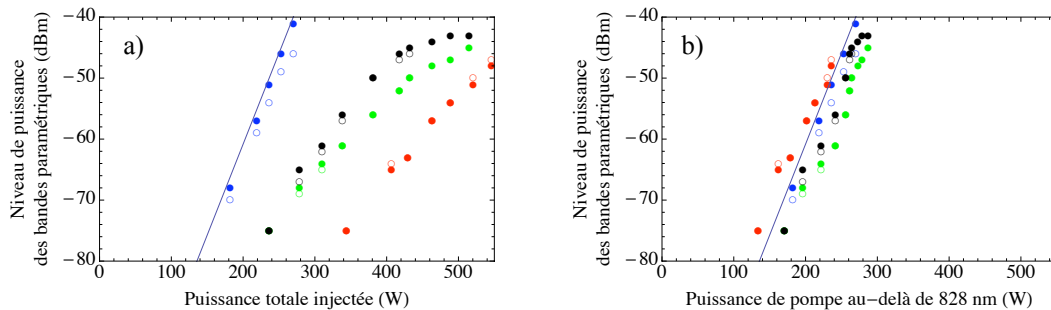 a)
Niveau de puissance
des bandes paramétriques (dBm)
−40
−50
−60
−70
−80
0
100
200
300
400
500
Puissance totale injectée (W)
b)
Niveau de puissance
des bandes paramétriques (dBm)
−40
−50
−60
−70
−80
0
100
200
300
400
500
Puissance de pompe au−delà de 828 nm (W)